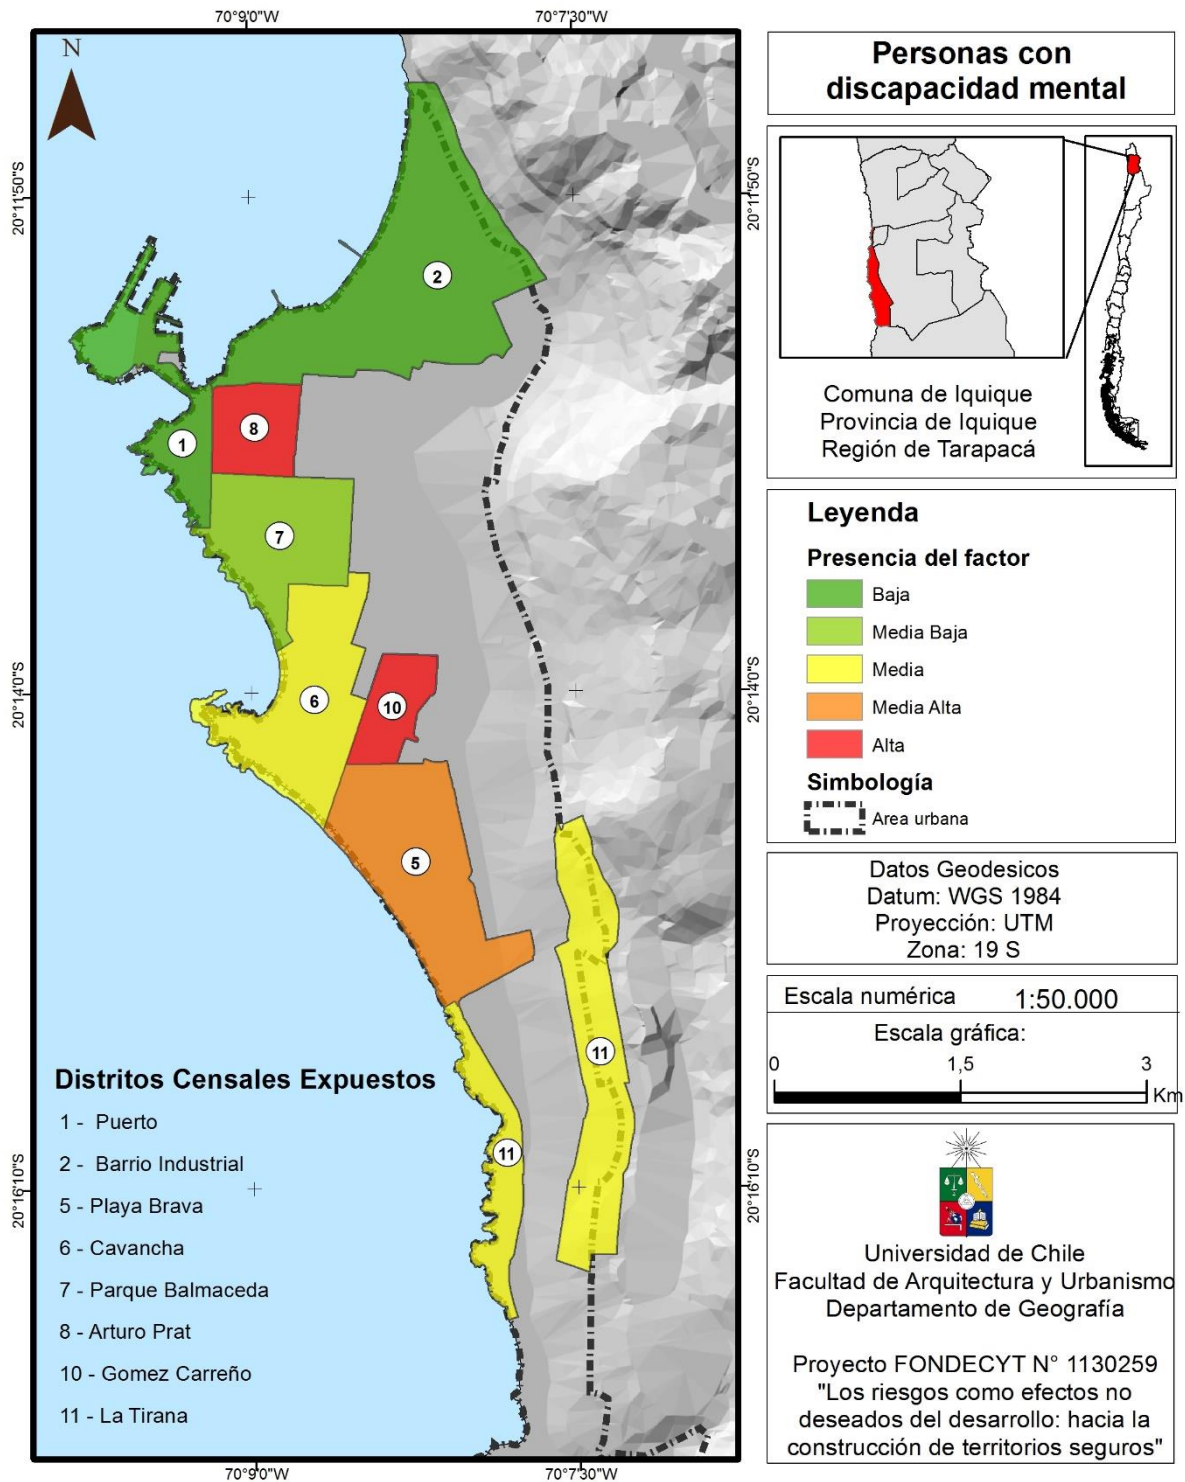 70°9'0"W
70°7'30"W
N
20°11'50"S
20°11'50"S
2
1
8
7
20°14'0"S
20°14'0"S
6
10
5
11
11
20°16'10"S
20°16'10"S
Distritos Censales Expuestos
1 - Puerto
2 - Barrio Industrial
5 - Playa Brava
6 - Cavancha
7 - Parque Balmaceda
8 - Arturo Prat
10 - Gomez Carreño
11 - La Tirana
70°9'0"W
70°7'30"W
Personas con
discapacidad mental
Comuna de Iquique
Provincia de Iquique
Región de Tarapacá
Leyenda
Presencia del factor
Baja
Media Baja
Media
Media Alta
Alta
Simbología
Area urbana
Datos Geodesicos
Datum: WGS 1984
Proyección: UTM
Zona: 19 S
Escala numérica 1:50.000
Escala gráfica:
0 1,5 3
Km
Universidad de Chile
Facultad de Arquitectura y Urbanismo
Departamento de Geografía
Proyecto FONDECYT N° 1130259
"Los riesgos como efectos no
deseados del desarrollo: hacia la
construcción de territorios seguros"